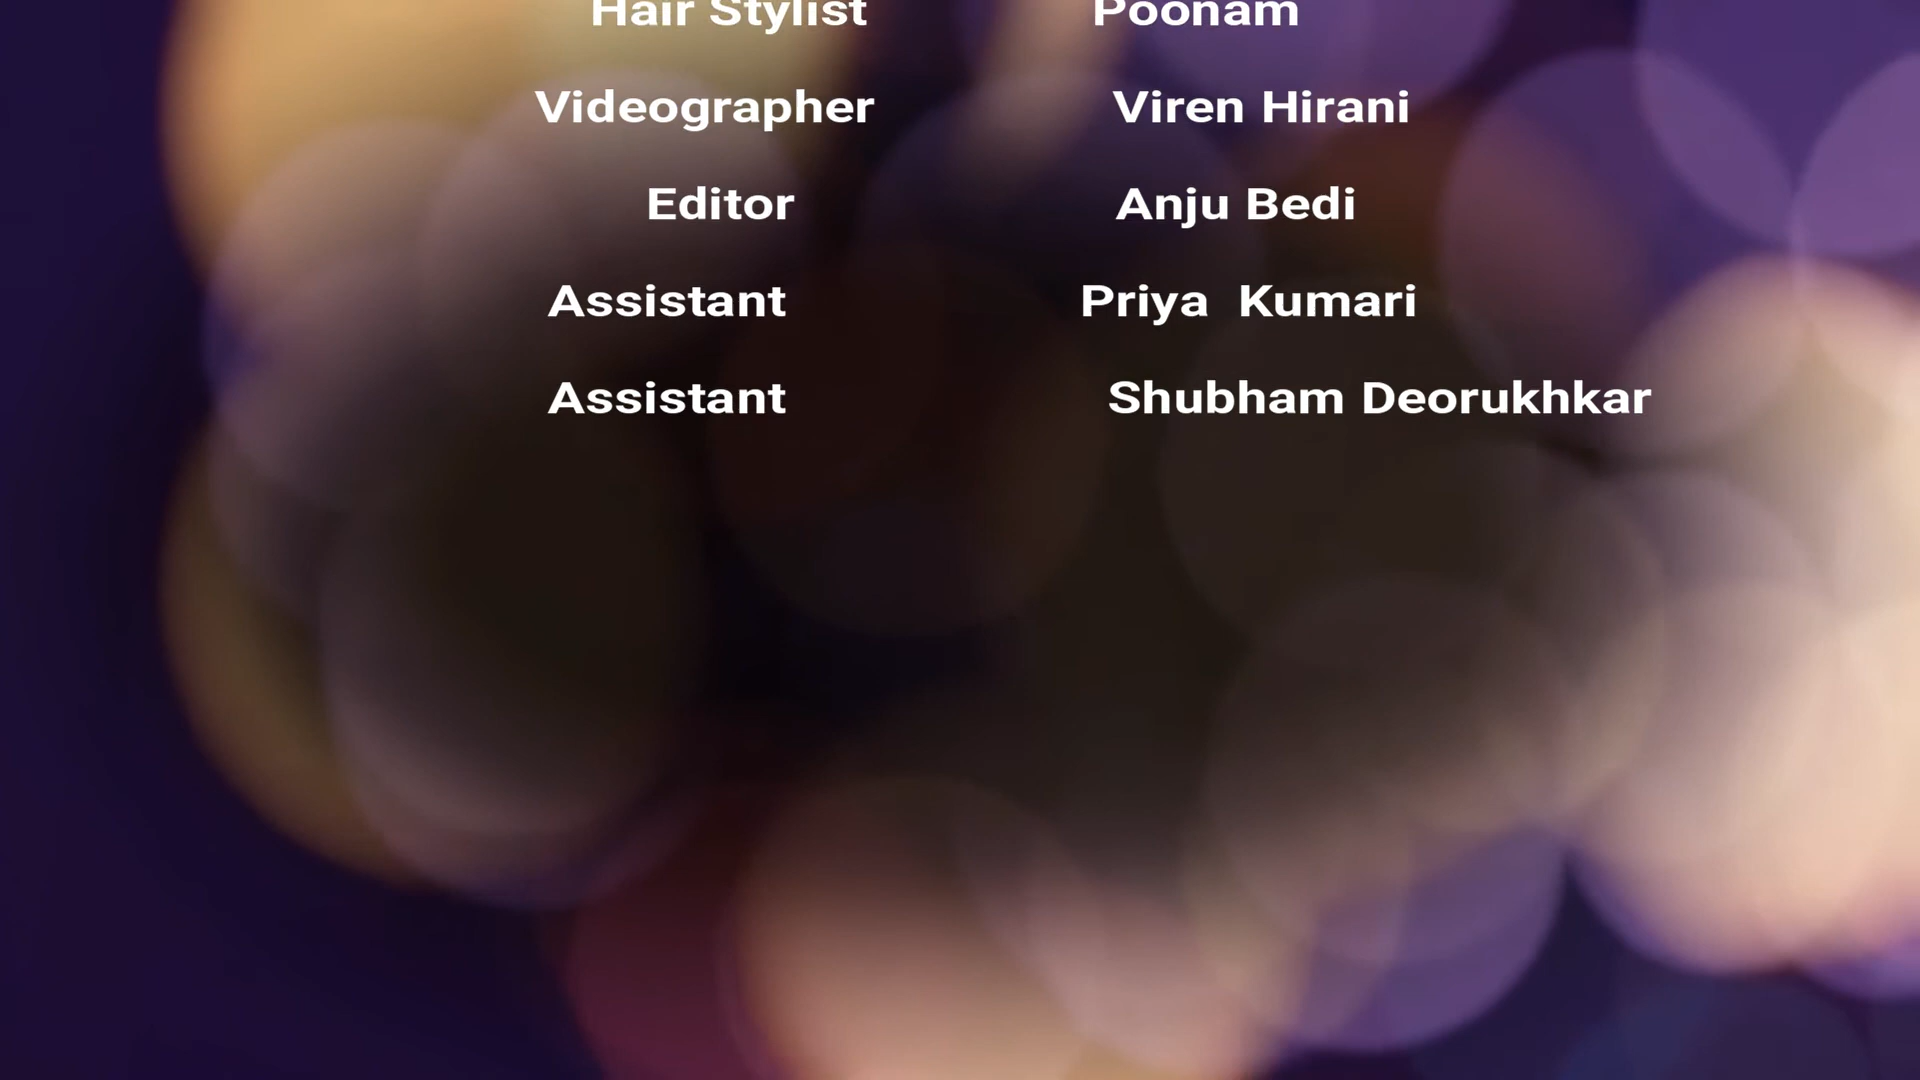 Hair Stylist Poonam
Videographer Viren Hirani
Editor Anju Bedi
Assistant Priya Kumari
Assistant Shubham Deorukhkar